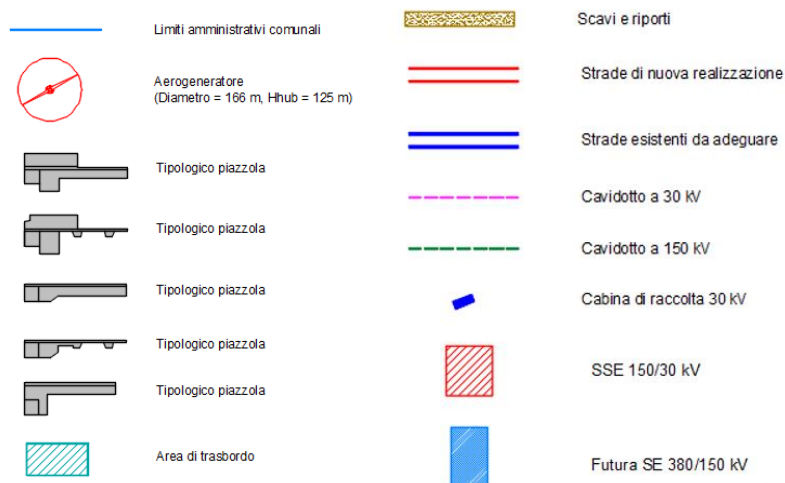 Limiti amministrativi comunali
Aerogeneratore
(Diametro = 166 m, Hhub = 125 m)
Tipologico piazzola
Tipologico piazzola
Tipologico piazzola
Tipologico piazzola
Tipologico piazzola
Area di trasbordo
Scavi e riporti
Strade di nuova realizzazione
Strade esistenti da adeguare
Cavidotto a 30 kV
Cavidotto a 150 kV
Cabina di raccolta 30 kV
SSE 150/30 kV
Futura SE 380/150 kV